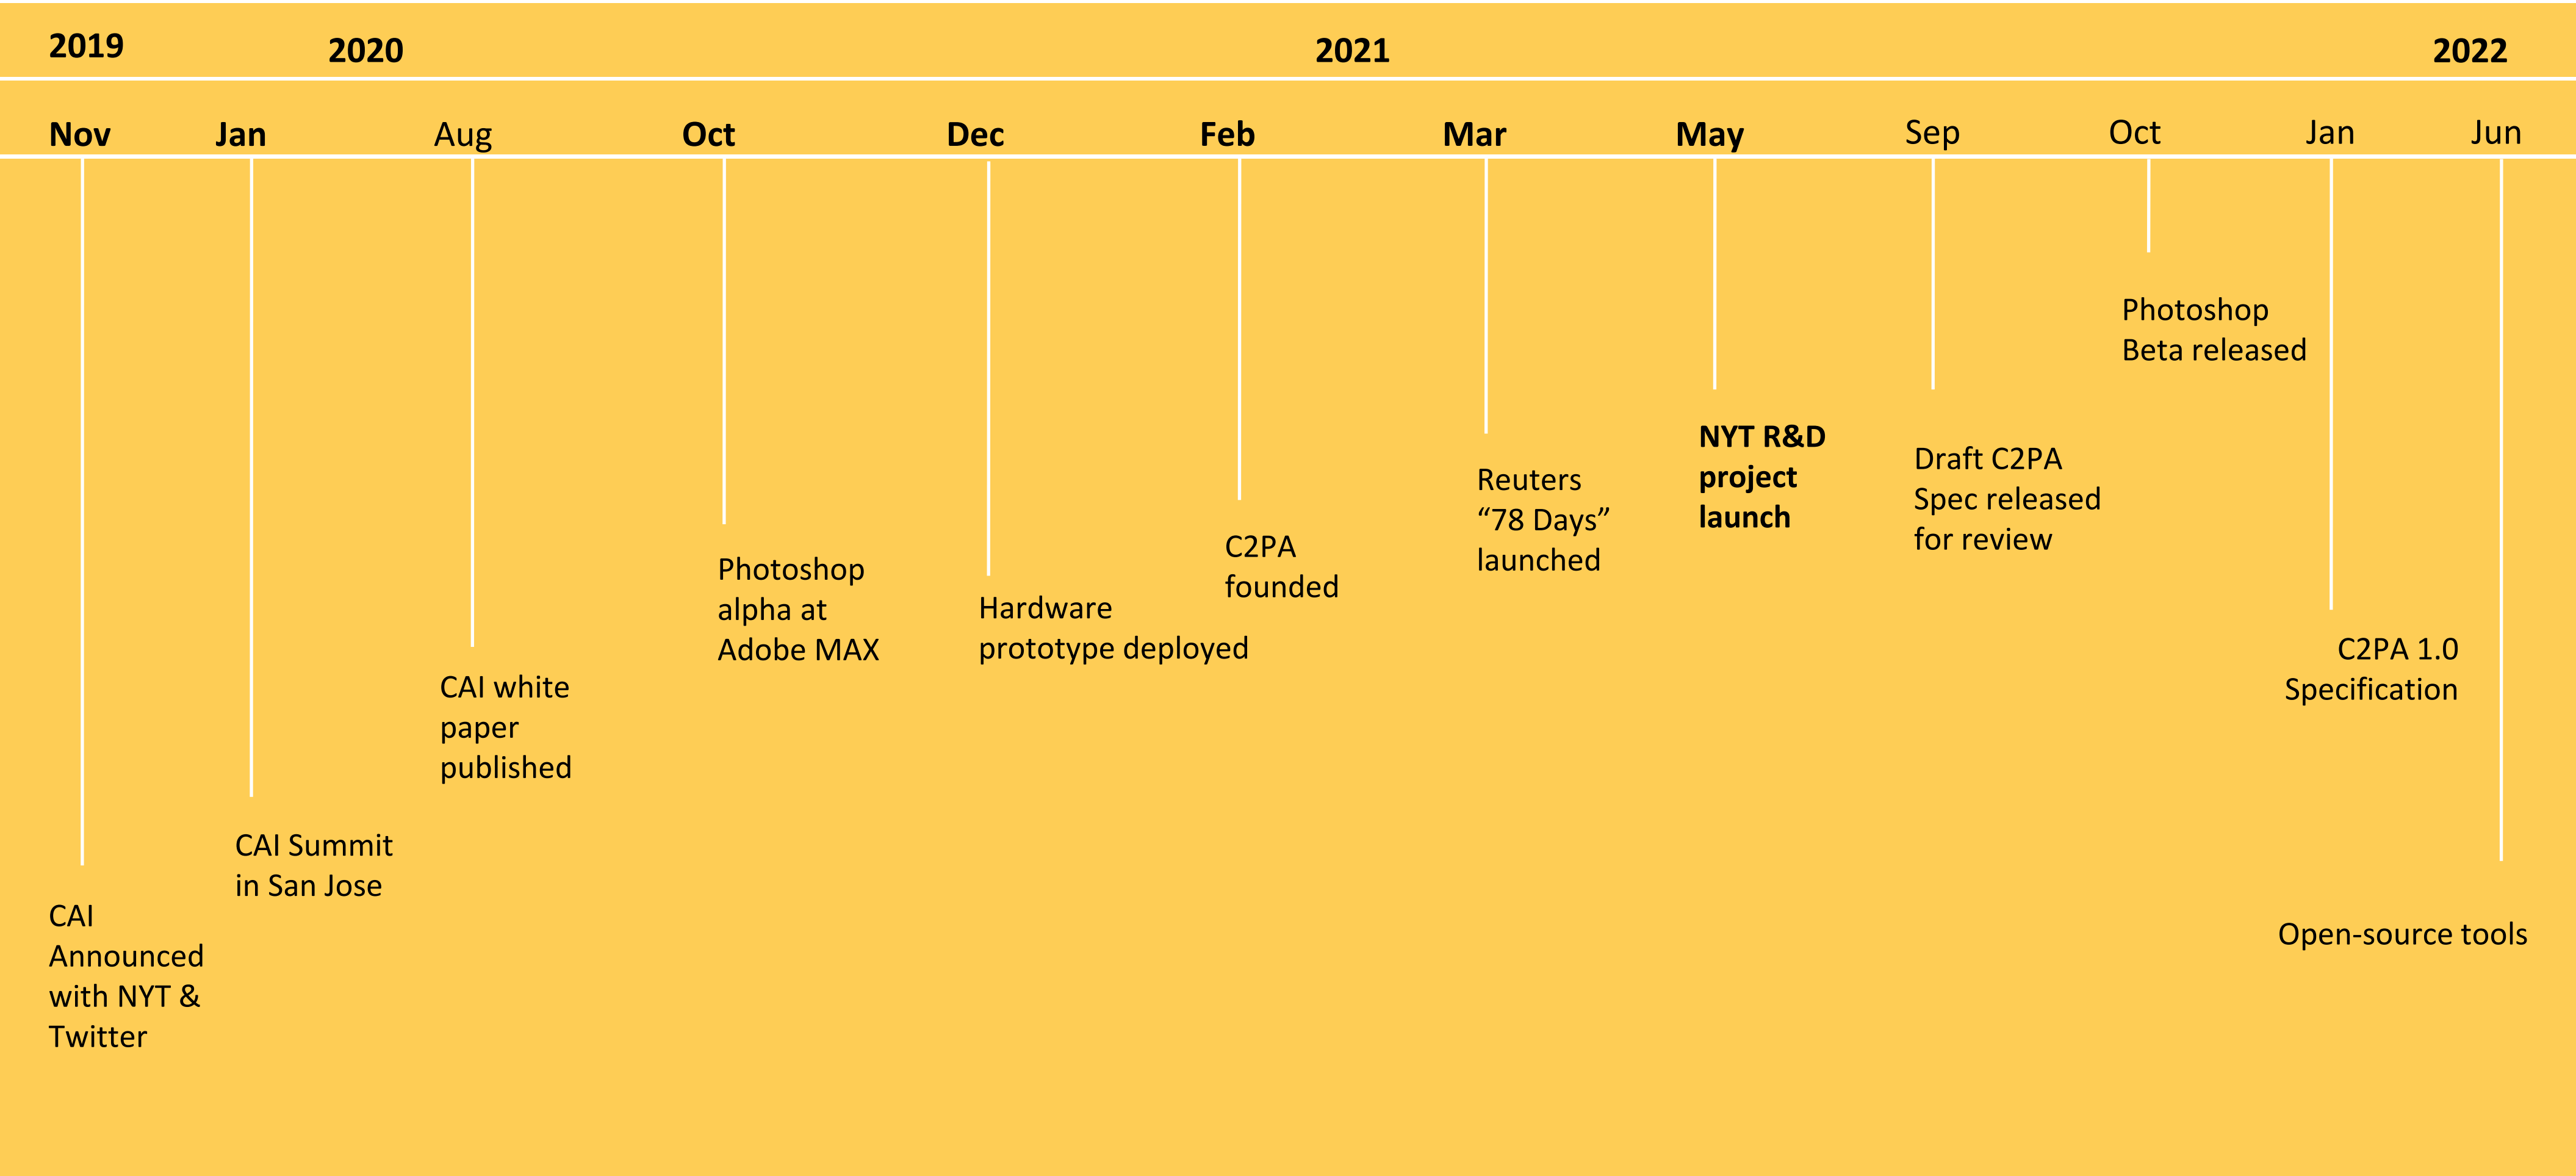 2019 2020 2021 2022
Nov Jan Aug Oct Dec Feb Mar May Sep Oct Jan Jun
CAI
Announced
with NYT &
Twitter
CAI Summit
in San Jose
CAI white
paper
published
Photoshop
alpha at
Adobe MAX
Hardware
prototype deployed
C2PA
founded
Reuters
“78 Days”
launched
NYT R&D
project
launch
Draft C2PA
Spec released
for review
Photoshop
Beta released
C2PA 1.0
Specification
Open-source tools